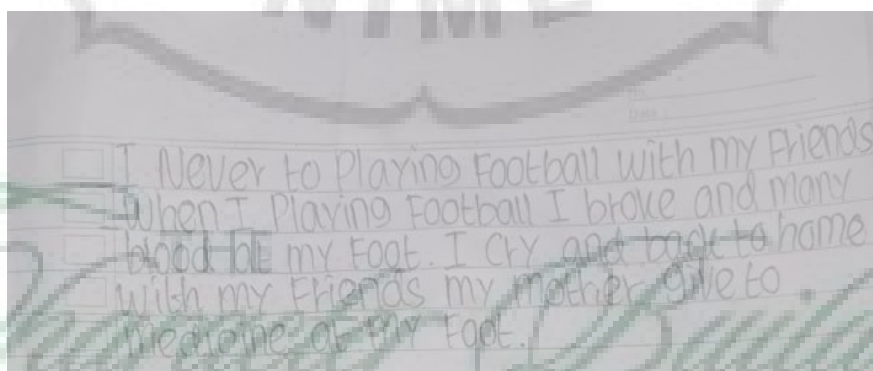 I Never to Playing Football with my Friends
When I Playing Football I broke and many
blood my Foot. I Cry and back to home
with my Friends my mother give to
medicine at my Foot.